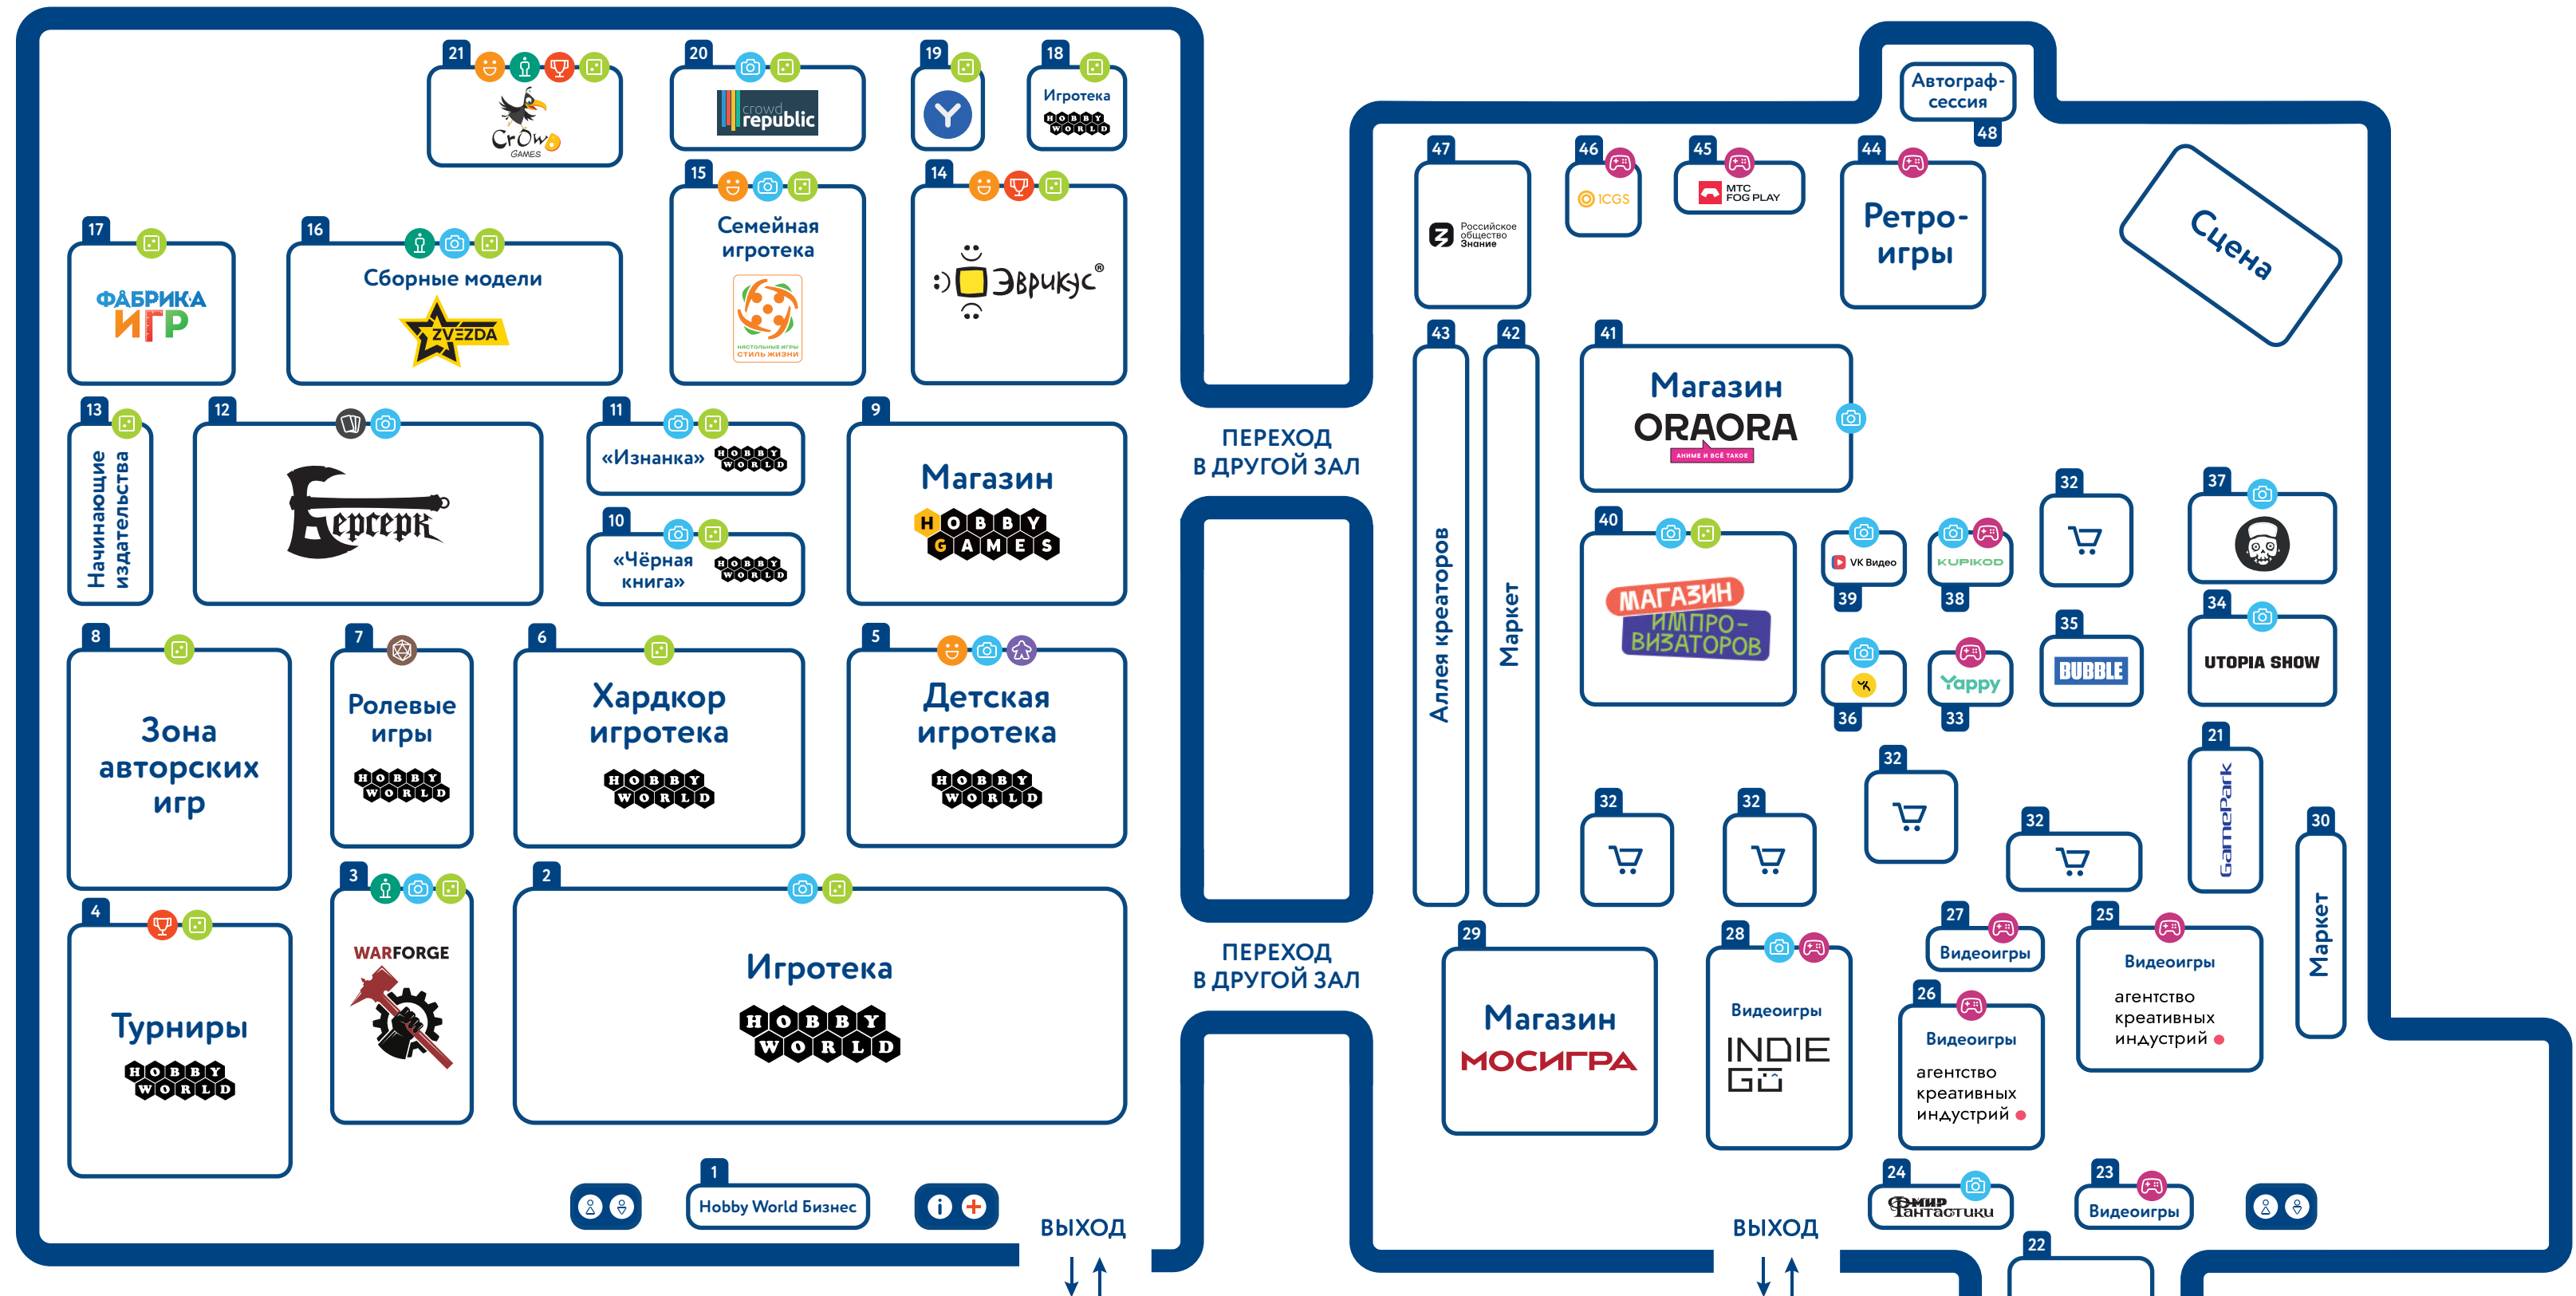 21
CrOwD
GAMES
20
crowd
republic
19
Y
18
Игротека
HOBBY
WORLD
17
ФАБРИКА
ИГР
16
Сборные модели
ZVEZDA
15
Семейная
игротека
НАСТОЛЬНЫЕ ИГРЫ
СТИЛЬ ЖИЗНИ
14
:) ЭВРИКУС®
13
Начинающие
издательства
12
Берсерк
11
«Изнанка»
HOBBY
WORLD
10
«Чёрная
книга»
HOBBY
WORLD
9
Магазин
HOBBY
GAMES
8
Зона
авторских
игр
7
Ролевые
игры
HOBBY
WORLD
6
Хардкор
игротека
HOBBY
WORLD
5
Детская
игротека
HOBBY
WORLD
4
Турниры
HOBBY
WORLD
3
WARFORGE
2
Игротека
HOBBY
WORLD
1
Hobby World Бизнес
i
ВЫХОД
ПЕРЕХОД
В ДРУГОЙ ЗАЛ
ПЕРЕХОД
В ДРУГОЙ ЗАЛ
Автограф-
сессия
48
47
Российское
общество
Знание
46
1CGS
45
МТС
FOG PLAY
44
Ретро-
игры
Сцена
43
Аллея креаторов
42
Маркет
41
Магазин
ORAORA
АНИМЕ И ВСЁ ТАКОЕ
40
МАГАЗИН
ИМПРО-
ВИЗАТОРОВ
VK Видео
39
KUPIKOD
38
32
37
36
Yappy
33
35
BUBBLE
34
UTOPIA SHOW
32
32
32
32
21
GamePark
30
Маркет
29
Магазин
МОСИГРА
28
Видеоигры
INDIE
GO
27
Видеоигры
26
Видеоигры
агентство
креативных
индустрий
25
Видеоигры
агентство
креативных
индустрий
24
МИР
Фантастики
23
Видеоигры
22
ВЫХОД